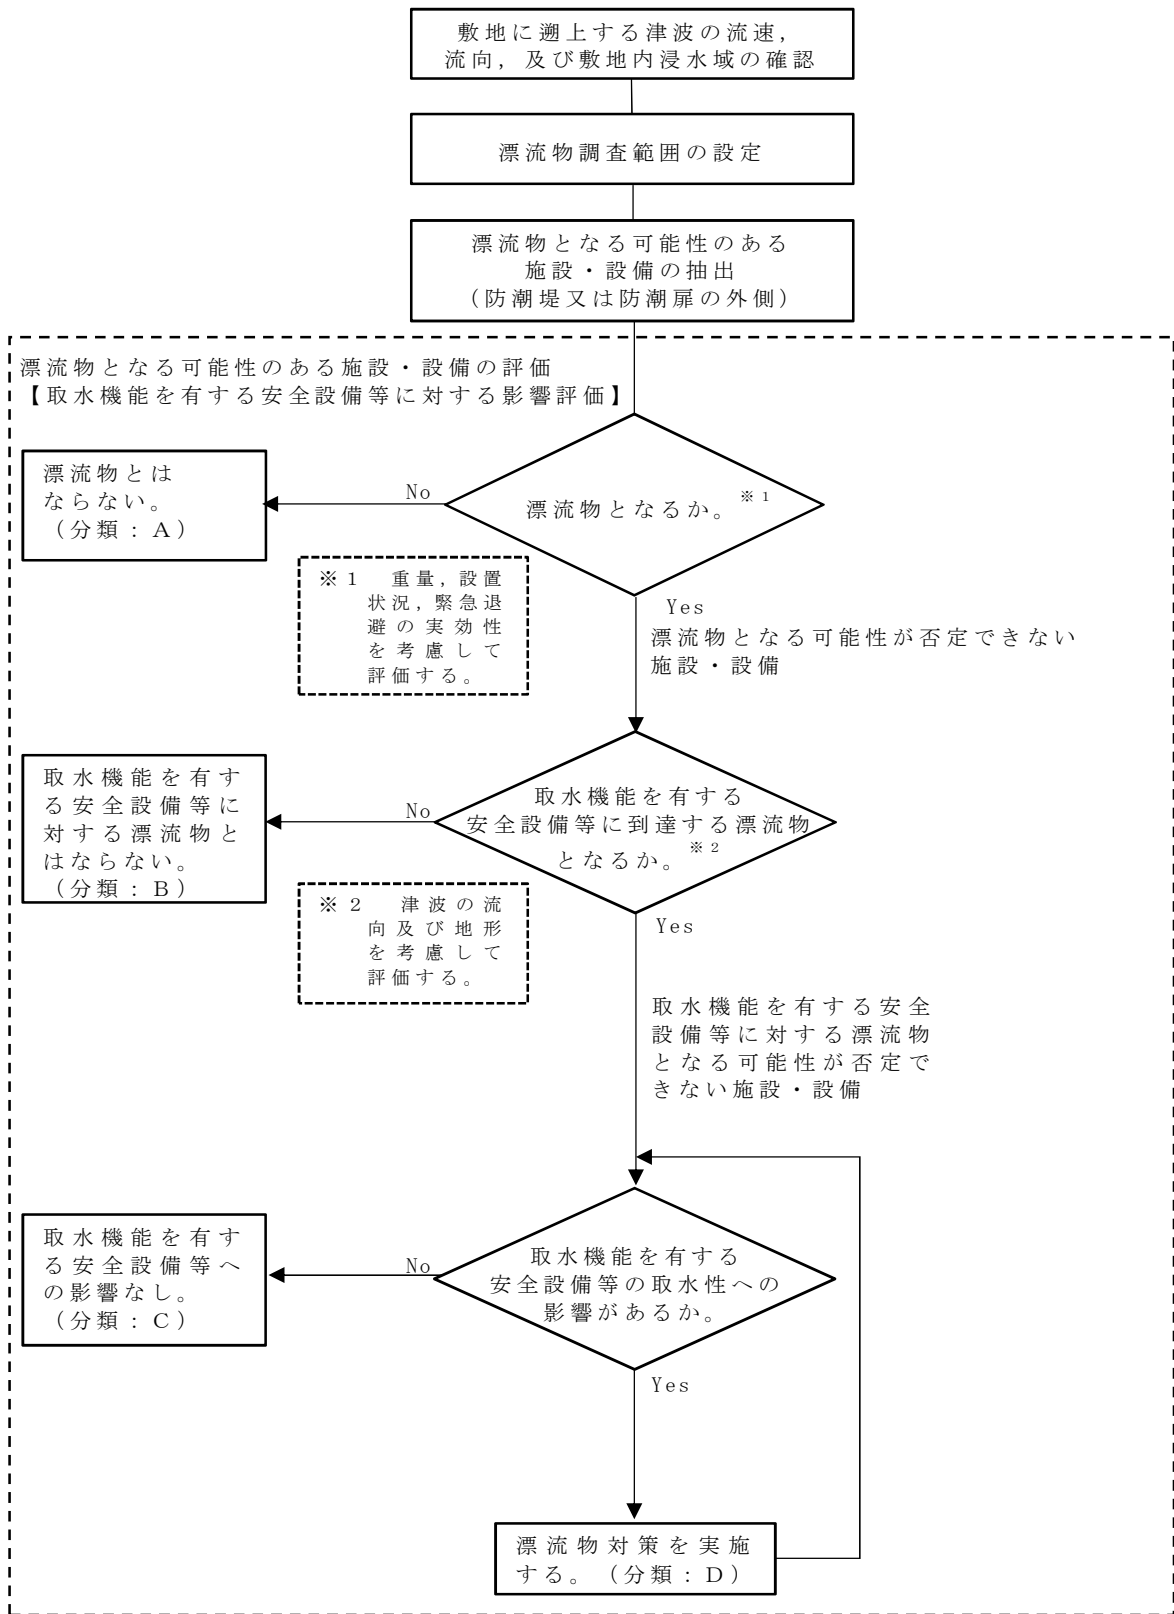 敷地に遡上する津波の流速，
流向，及び敷地内浸水域の確認
漂流物調査範囲の設定
漂流物となる可能性のある
施設・設備の抽出
（防潮堤又は防潮扉の外側）
漂流物となる可能性のある施設・設備の評価
【取水機能を有する安全設備等に対する影響評価】
漂流物とは
ならない。
（分類：Ａ）
No
漂流物となるか。※１
※１　重量，設置
状況，緊急退
避の実効性
を考慮して
評価する。
Yes
漂流物となる可能性が否定できない
施設・設備
取水機能を有す
る安全設備等に
対する漂流物と
はならない。
（分類：Ｂ）
No
取水機能を有する
安全設備等に到達する漂流物
となるか。※２
※２　津波の流
向及び地形
を考慮して
評価する。
Yes
取水機能を有する安全
設備等に対する漂流物
となる可能性が否定で
きない施設・設備
取水機能を有す
る安全設備等へ
の影響なし。
（分類：Ｃ）
No
取水機能を有する
安全設備等の取水性への
影響があるか。
Yes
漂流物対策を実施
する。（分類：Ｄ）